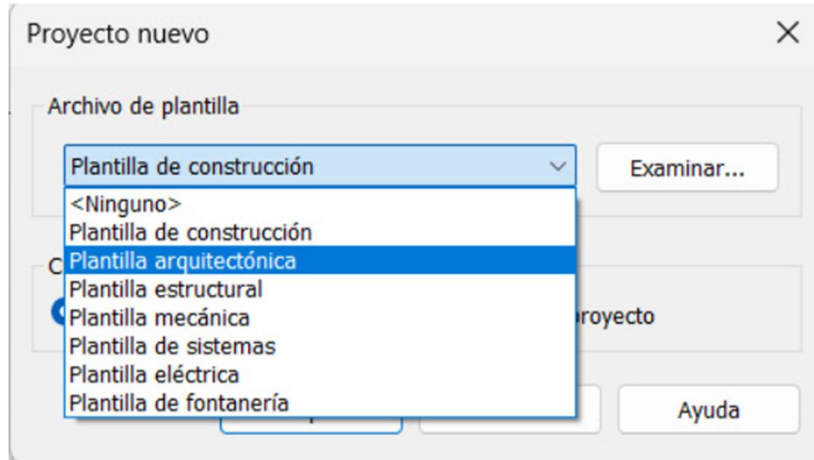 Proyecto nuevo
Archivo de plantilla
Plantilla de construcción
Examinar...
<Ninguno>
Plantilla de construcción
Plantilla arquitectónica
Plantilla estructural
Plantilla mecánica
royecto
Plantilla de sistemas
Plantilla eléctrica
Plantilla de fontanería
Ayuda